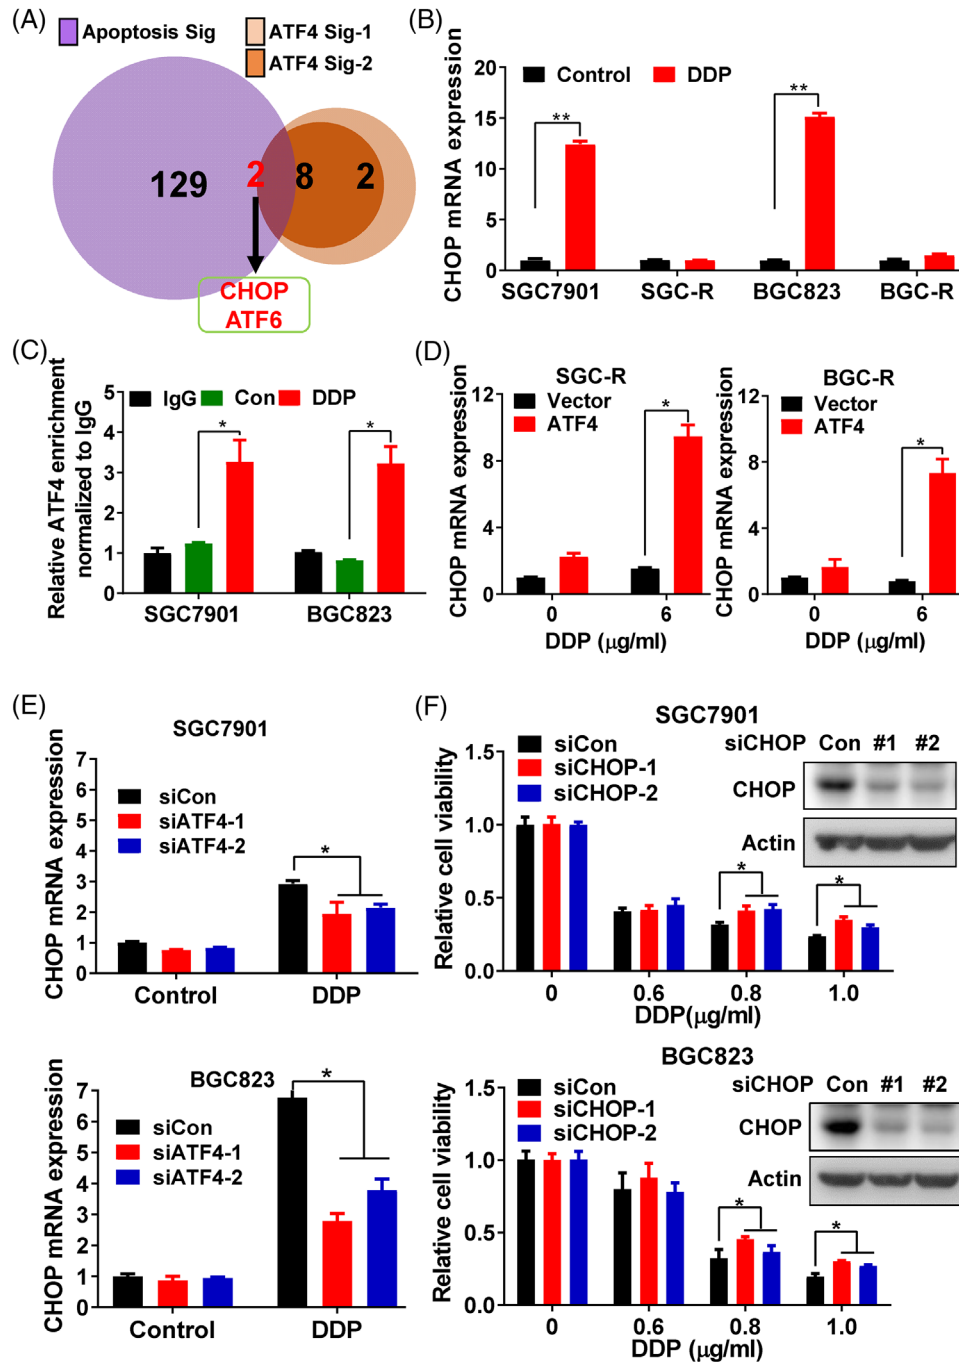 (A)
Apoptosis Sig
ATF4 Sig-1
ATF4 Sig-2
129
2
8
2
CHOP
ATF6
(B)
CHOP mRNA expression
20
15
10
5
0
Control
DDP
**
**
SGC7901
SGC-R
BGC823
BGC-R
(C)
Relative ATF4 enrichment
normalized to IgG
5
4
3
2
1
0
IgG
Con
DDP
*
*
SGC7901
BGC823
(D)
SGC-R
CHOP mRNA expression
12
8
4
0
Vector
ATF4
*
0
6
DDP (μg/ml)
BGC-R
CHOP mRNA expression
12
8
4
0
Vector
ATF4
*
0
6
DDP (μg/ml)
(E)
SGC7901
CHOP mRNA expression
7
6
5
4
3
2
1
0
siCon
siATF4-1
siATF4-2
*
Control
DDP
BGC823
CHOP mRNA expression
7
6
5
4
3
2
1
0
siCon
siATF4-1
siATF4-2
*
Control
DDP
(F)
SGC7901
Relative cell viability
1.5
1.0
0.5
0.0
siCon
siCHOP-1
siCHOP-2
siCHOP Con #1 #2
CHOP
Actin
*
*
0
0.6
0.8
1.0
DDP(μg/ml)
BGC823
Relative cell viability
1.5
1.0
0.5
0.0
siCon
siCHOP-1
siCHOP-2
siCHOP Con #1 #2
CHOP
Actin
*
*
0
0.6
0.8
1.0
DDP (μg/ml)